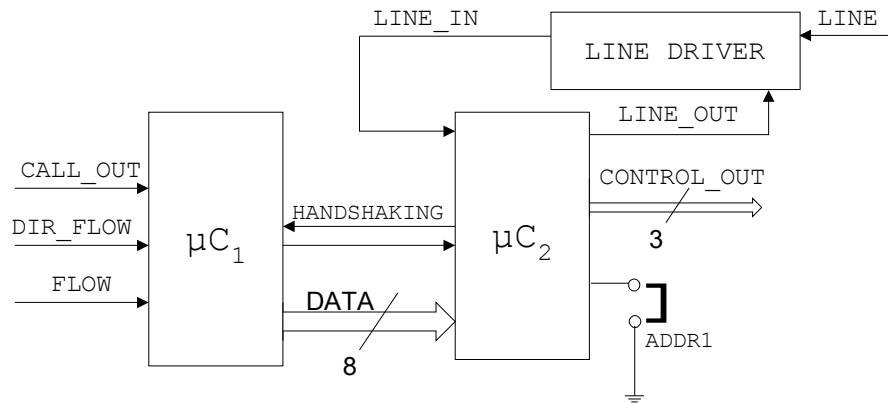 LINE_IN
LINE
LINE DRIVER
LINE_OUT
CALL_OUT
CONTROL_OUT
HANDSHAKING
3
DIR_FLOW
µC1
µC2
FLOW
DATA
8
ADDR1